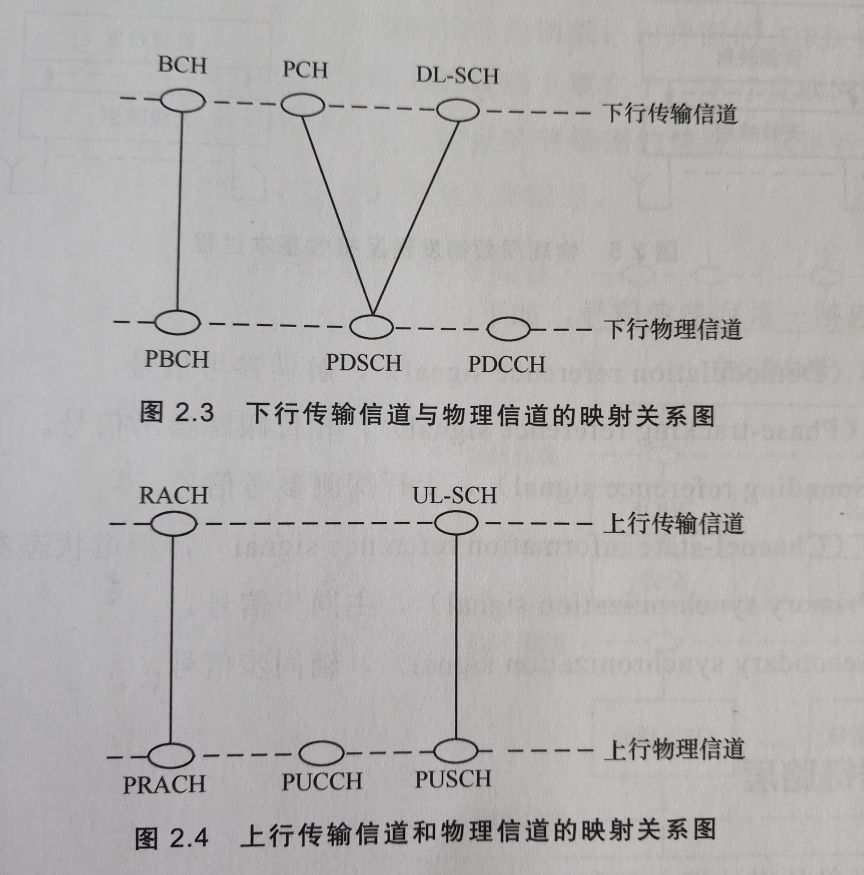 BCH PCH DL-SCH
下行传输信道
下行物理信道
PBCH PDSCH PDCCH
图 2.3 下行传输信道与物理信道的映射关系图
RACH UL-SCH
上行传输信道
上行物理信道
PRACH PUCCH PUSCH
图 2.4 上行传输信道和物理信道的映射关系图